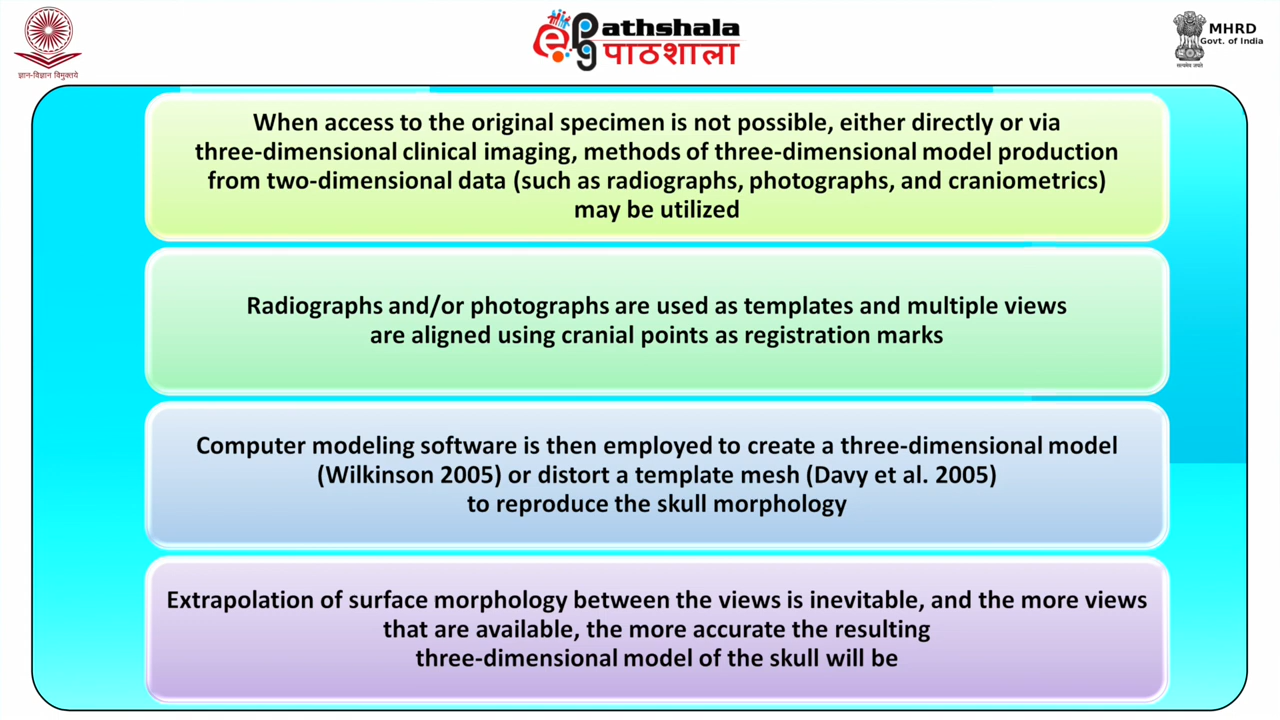 ज्ञान-विज्ञान विमुक्तये
ePG athshala
पाठशाला
MHRD
Govt. of India
सत्यमेव जयते
When access to the original specimen is not possible, either directly or via
three-dimensional clinical imaging, methods of three-dimensional model production
from two-dimensional data (such as radiographs, photographs, and craniometrics)
may be utilized
Radiographs and/or photographs are used as templates and multiple views
are aligned using cranial points as registration marks
Computer modeling software is then employed to create a three-dimensional model
(Wilkinson 2005) or distort a template mesh (Davy et al. 2005)
to reproduce the skull morphology
Extrapolation of surface morphology between the views is inevitable, and the more views
that are available, the more accurate the resulting
three-dimensional model of the skull will be